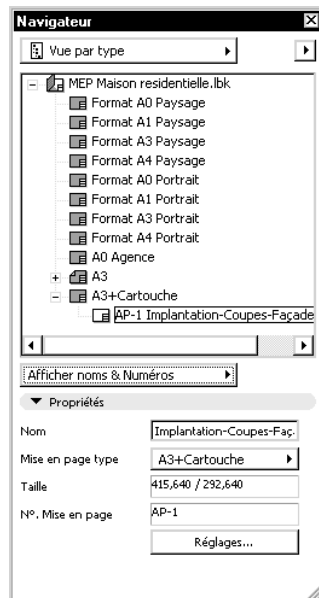 Navigateur
Vue par type
MEP Maison residentielle.lbk
Format A0 Paysage
Format A1 Paysage
Format A3 Paysage
Format A4 Paysage
Format A0 Portrait
Format A1 Portrait
Format A3 Portrait
Format A4 Portrait
A0 Agence
A3
A3+Cartouche
AP-1 Implantation-Coupes-Façade
Afficher noms & Numéros
Propriétés
Nom Implantation-Coupes-Faç.
Mise en page type A3+Cartouche
Taille 415,640 / 292,640
N°. Mise en page AP-1
Réglages...